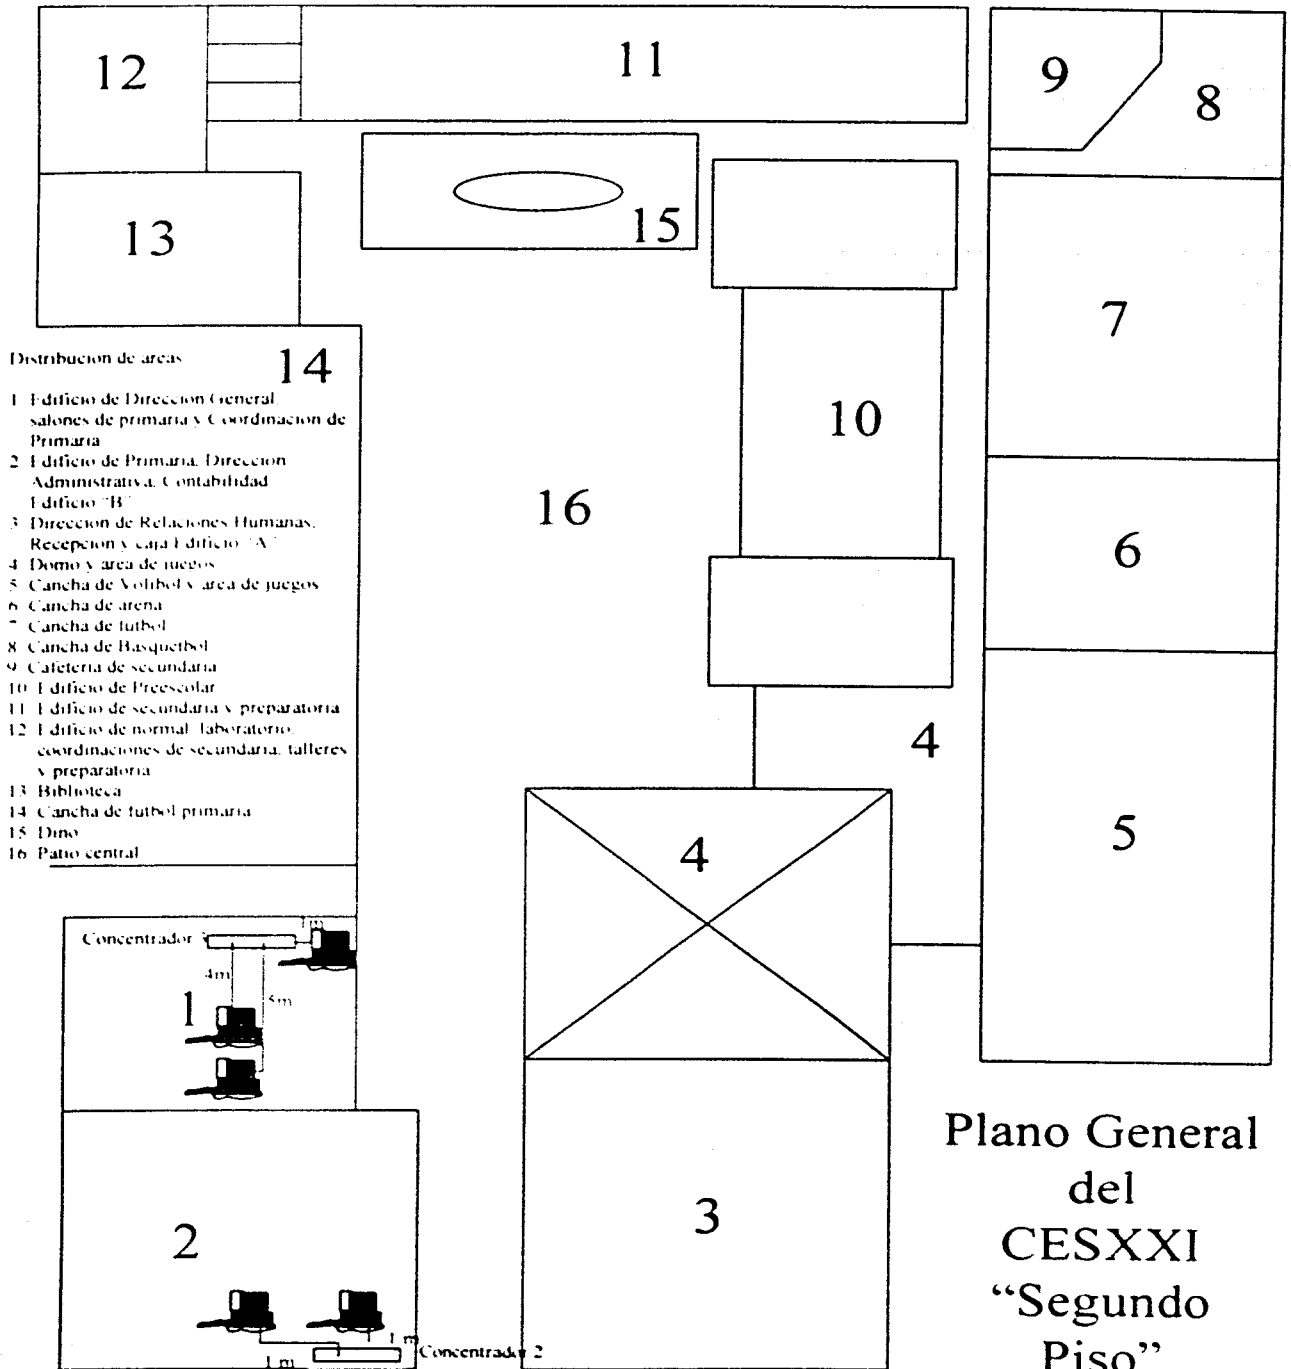 12
11
9
8
13
15
7
14
10
16
6
4
5
4
Distribucion de areas
1 Edificio de Direccion General,
salones de primaria y Coordinacion de
Primaria
2 Edificio de Primaria, Direccion
Administrativa, Contabilidad
Edificio "B"
3 Direccion de Relaciones Humanas,
Recepcion y caja Edificio "A"
4 Domo y area de juegos
5 Cancha de Volibol y area de juegos
6 Cancha de arena
7 Cancha de futbol
8 Cancha de Basquetbol
9 Cafeteria de secundaria
10 Edificio de Preescolar
11 Edificio de secundaria y preparatoria
12 Edificio de normal, laboratorio,
coordinaciones de secundaria, talleres
y preparatoria
13 Biblioteca
14 Cancha de futbol primaria
15 Dino
16 Patio central
Concentrador 3
4m
5m
1
2
3
1 m
1 m
Concentrador 2
Plano General
del
CESXXI
“Segundo
Piso”